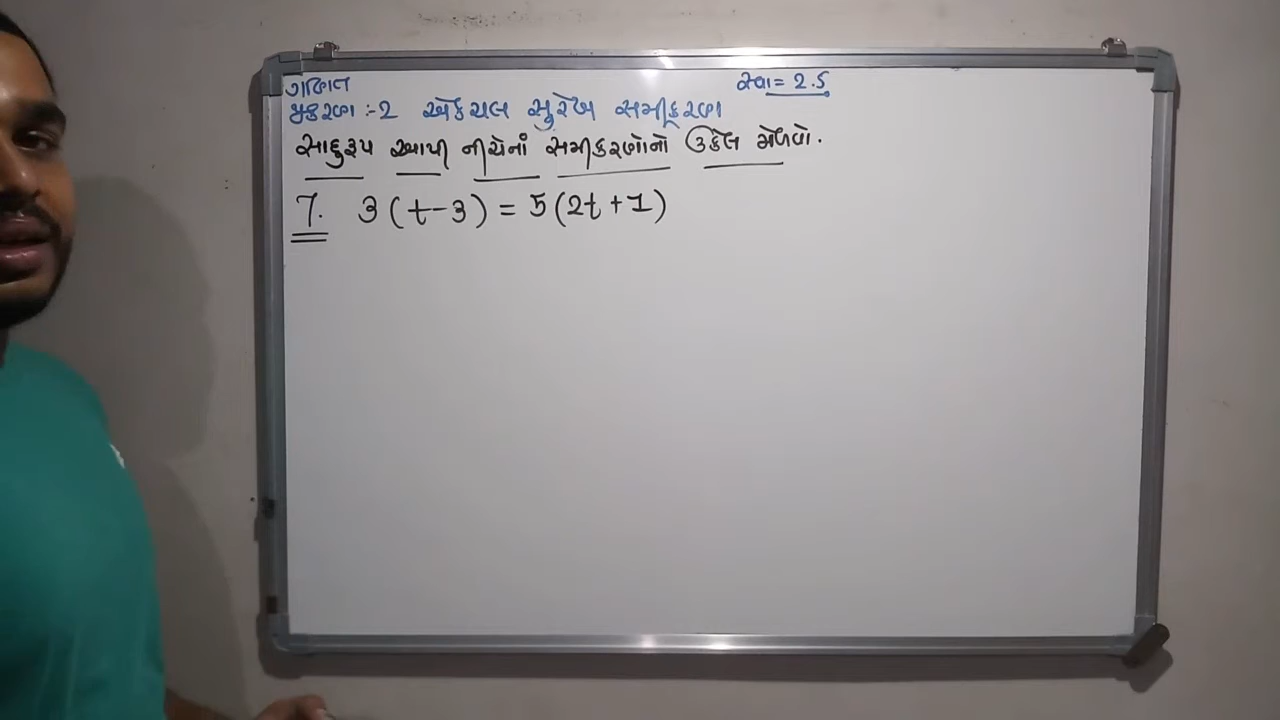 ગણિત
સ્વા = 2.5
પ્રકરણ :- 2 એકચલ સુરેખ સમીકરણ
સાદુરૂપ આપી નીચેનાં સમીકરણોનો ઉકેલ મેળવો.
7. 3 (t-3) = 5 (2t+1)